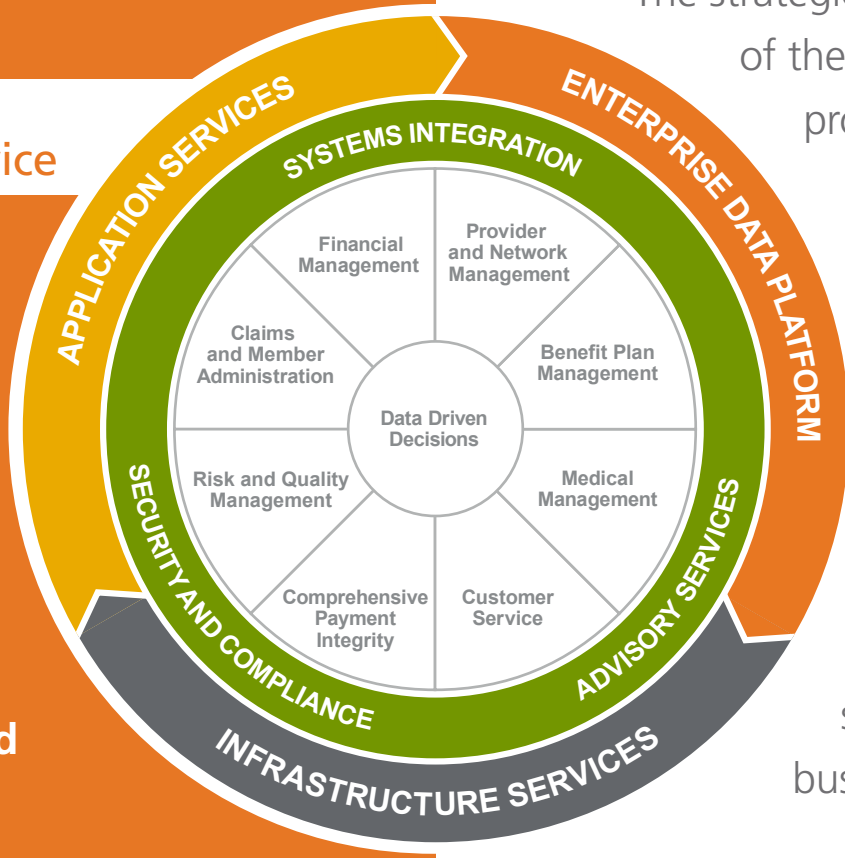 of the
ice
APPLICATION SERVICES
ENTERPRISE DATA PLATFORM
SYSTEMS INTEGRATION
Financial
Management
Provider
and Network
Management
Claims
and Member
Administration
Benefit Plan
Management
Data Driven
Decisions
Risk and Quality
Management
Medical
Management
Comprehensive
Payment
Integrity
Customer
Service
SECURITY AND COMPLIANCE
ADVISORY SERVICES
INFRASTRUCTURE SERVICES
d
bus